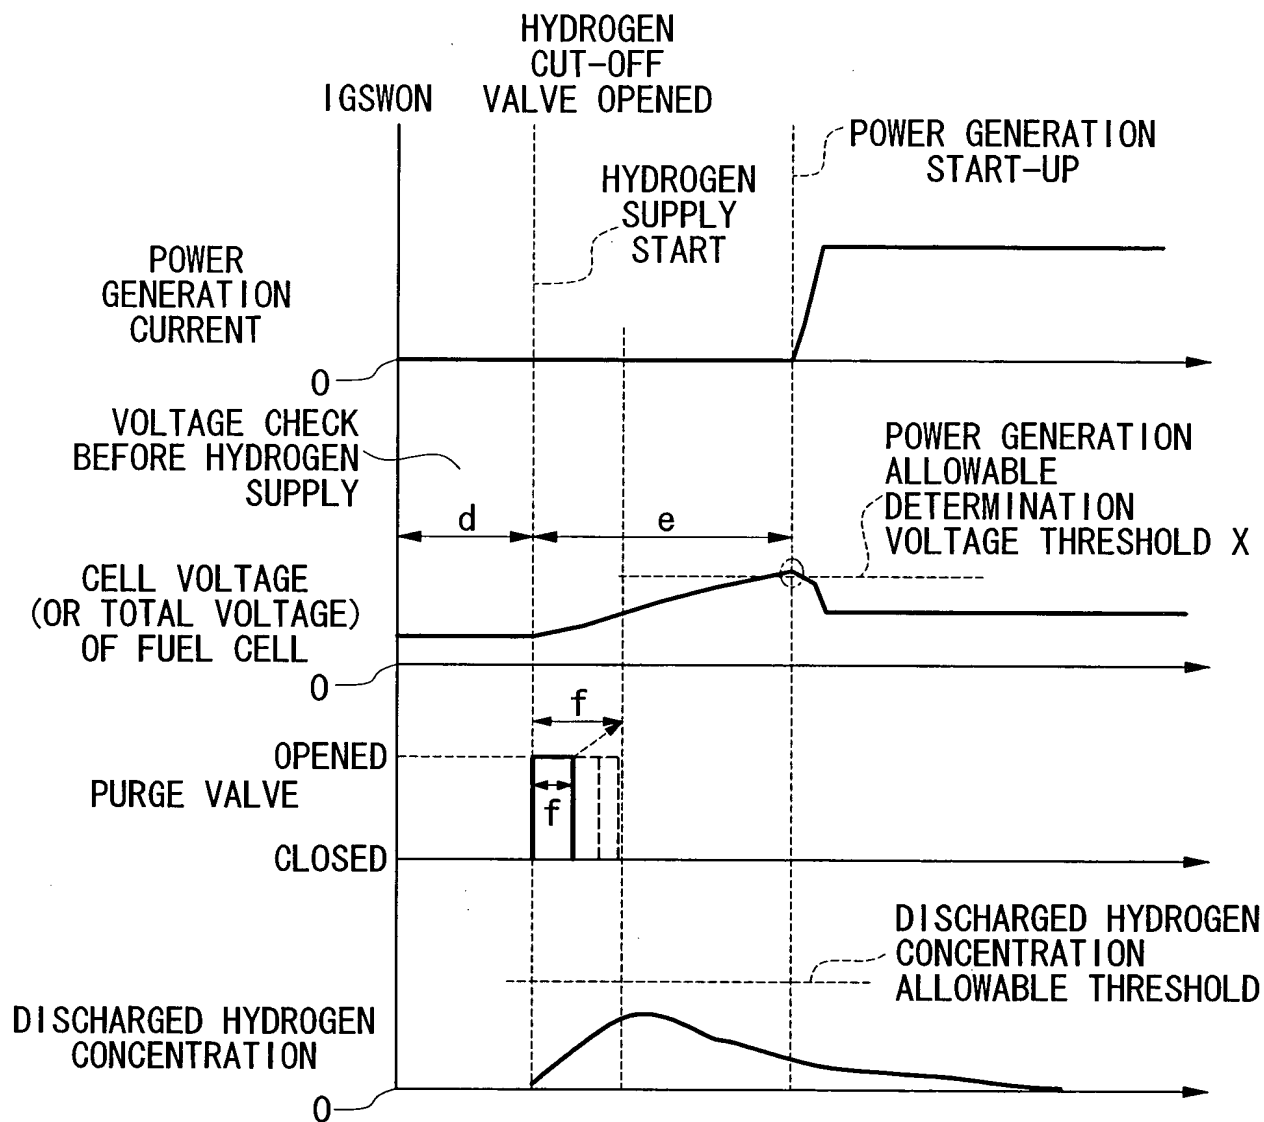 HYDROGEN
CUT-OFF
VALVE OPENED
IGSWON
POWER GENERATION
START-UP
HYDROGEN
SUPPLY
START
POWER
GENERATION
CURRENT
0
VOLTAGE CHECK
BEFORE HYDROGEN
SUPPLY
POWER GENERATION
ALLOWABLE
DETERMINATION
VOLTAGE THRESHOLD X
d
e
CELL VOLTAGE
(OR TOTAL VOLTAGE)
OF FUEL CELL
0
f
OPENED
PURGE VALVE
f
CLOSED
DISCHARGED HYDROGEN
CONCENTRATION
ALLOWABLE THRESHOLD
DISCHARGED HYDROGEN
CONCENTRATION
0